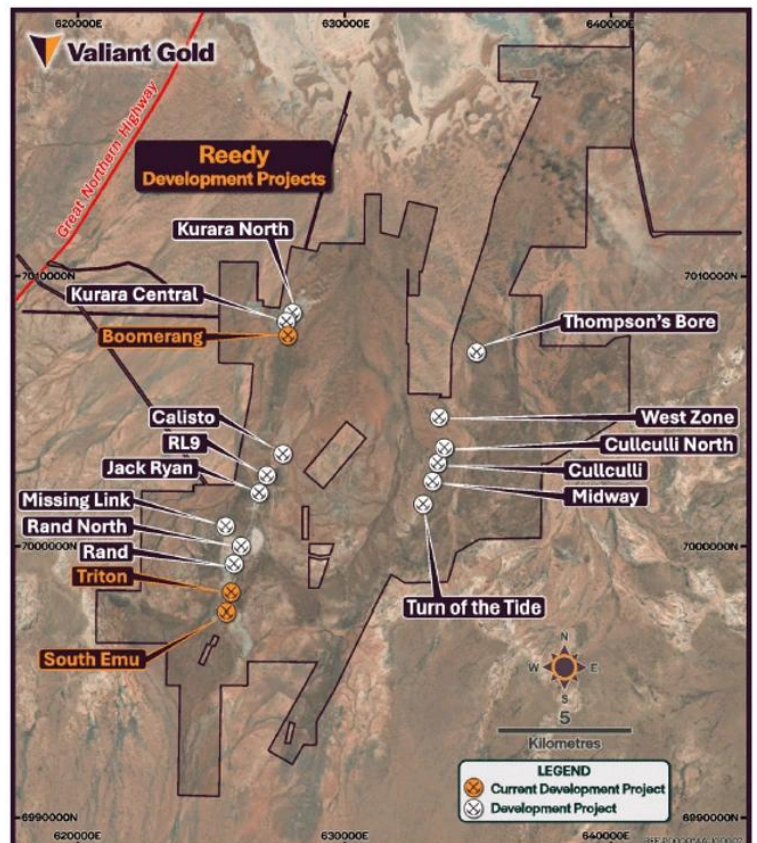 620000E
630000E
640000E
Valiant Gold
Great Northern Highway
Reedy
Development Projects
Kurara North
7010000N
7010000N
Kurara Central
Thompson's Bore
Boomerang
Calisto
West Zone
RL9
Cullculli North
Jack Ryan
Cullculli
Midway
Missing Link
Rand North
7000000N
Rand
7000000N
Triton
Turn of the Tide
South Emu
N
W
E
S
5
Kilometres
LEGEND
Current Development Project
Development Project
6990000N
6990000N
620000E
630000E
640000E